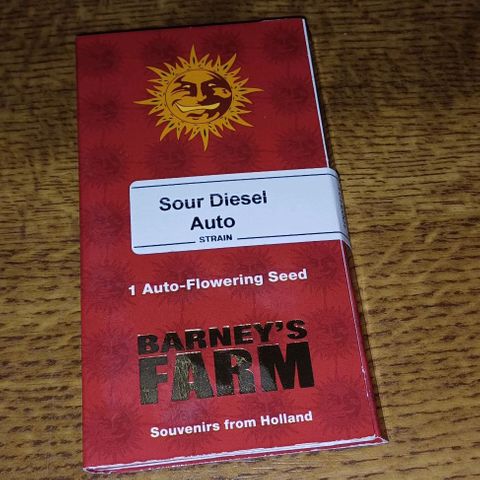 Sour Diesel
Auto
STRAIN
1 Auto-Flowering Seed
BARNEY'S
FARM
Souvenirs from Holland